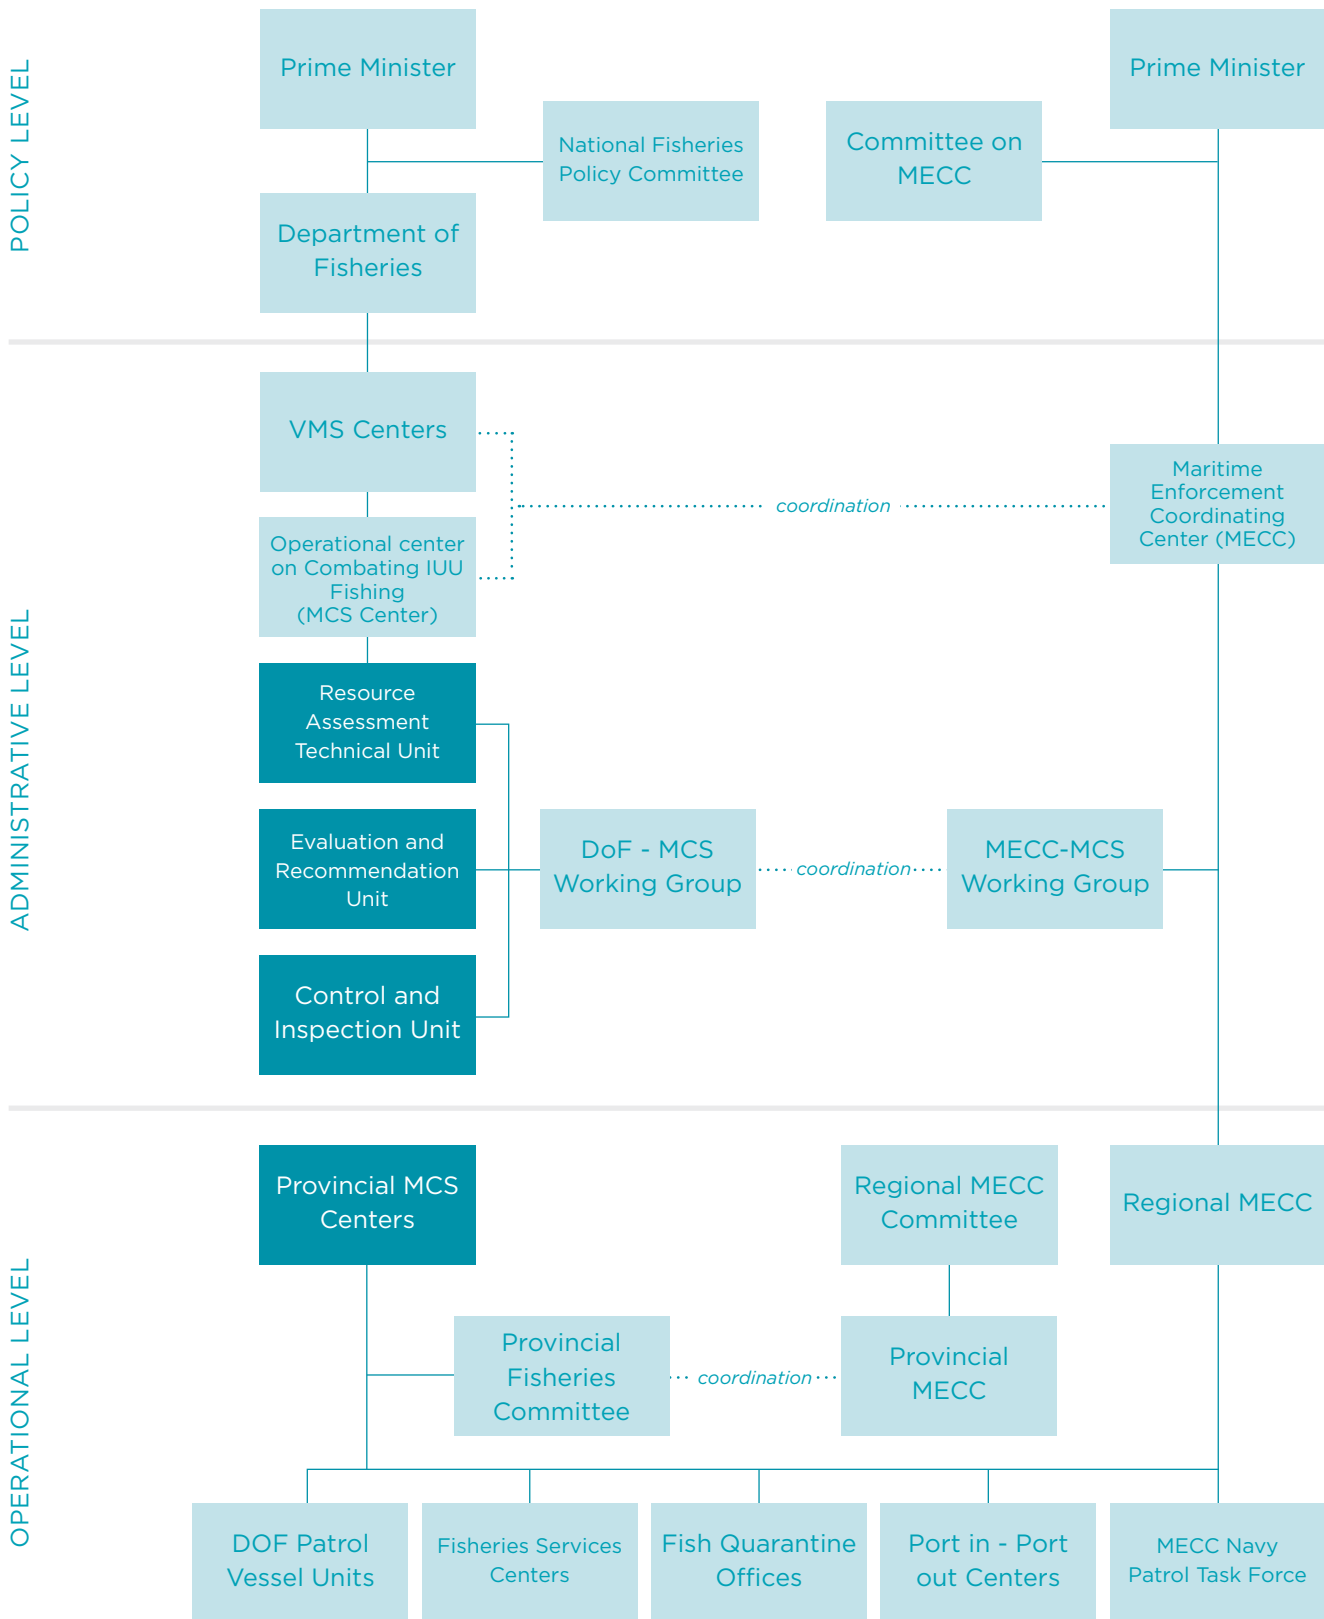 POLICY LEVEL
Prime Minister
Prime Minister
National Fisheries
Policy Committee
Committee on
MECC
Department of
Fisheries
ADMINISTRATIVE LEVEL
VMS Centers
coordination
Maritime
Enforcement
Coordinating
Center (MECC)
Operational center
on Combating IUU
Fishing
(MCS Center)
Resource
Assessment
Technical Unit
Evaluation and
Recommendation
Unit
DoF - MCS
Working Group
coordination
MECC-MCS
Working Group
Control and
Inspection Unit
OPERATIONAL LEVEL
Provincial MCS
Centers
Regional MECC
Committee
Regional MECC
Provincial
Fisheries
Committee
coordination
Provincial
MECC
DOF Patrol
Vessel Units
Fisheries Services
Centers
Fish Quarantine
Offices
Port in - Port
out Centers
MECC Navy
Patrol Task Force